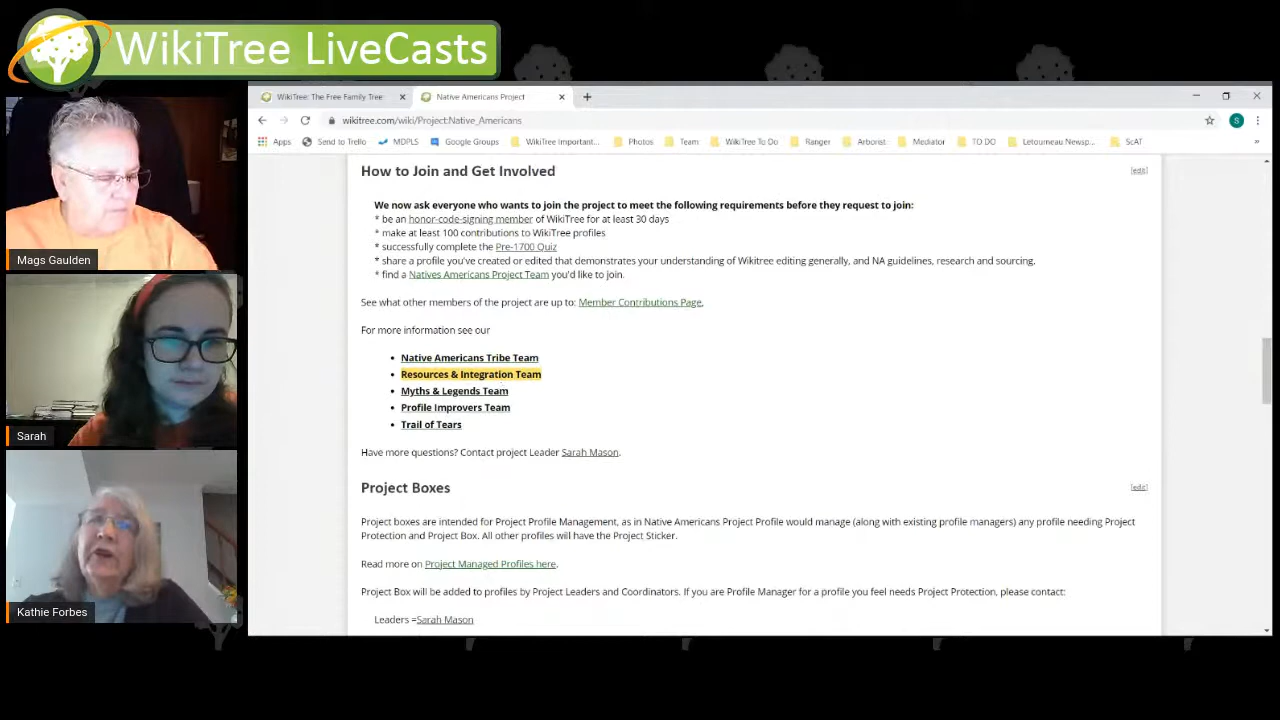 WikiTree LiveCasts
WikiTree: The Free Family Tree
Native Americans Project
wikitree.com/wiki/Project:Native_Americans
S
Apps
Send to Trello
MDPLS
Google Groups
WikiTree Important...
Photos
Team
WikiTree To Do
Ranger
Arborist
Mediator
TO DO
Letourneau Newsp...
ScAT
»
How to Join and Get Involved
[edit]
We now ask everyone who wants to join the project to meet the following requirements before they request to join:
* be an honor-code-signing member of WikiTree for at least 30 days
* make at least 100 contributions to WikiTree profiles
* successfully complete the Pre-1700 Quiz
* share a profile you've created or edited that demonstrates your understanding of Wikitree editing generally, and NA guidelines, research and sourcing.
* find a Natives Americans Project Team you'd like to join.
See what other members of the project are up to: Member Contributions Page.
For more information see our
• Native Americans Tribe Team
• Resources & Integration Team
• Myths & Legends Team
• Profile Improvers Team
• Trail of Tears
Have more questions? Contact project Leader Sarah Mason.
Project Boxes
[edit]
Project boxes are intended for Project Profile Management, as in Native Americans Project Profile would manage (along with existing profile managers) any profile needing Project
Protection and Project Box. All other profiles will have the Project Sticker.
Read more on Project Managed Profiles here.
Project Box will be added to profiles by Project Leaders and Coordinators. If you are Profile Manager for a profile you feel needs Project Protection, please contact:
Leaders =Sarah Mason
Mags Gaulden
Sarah
Kathie Forbes